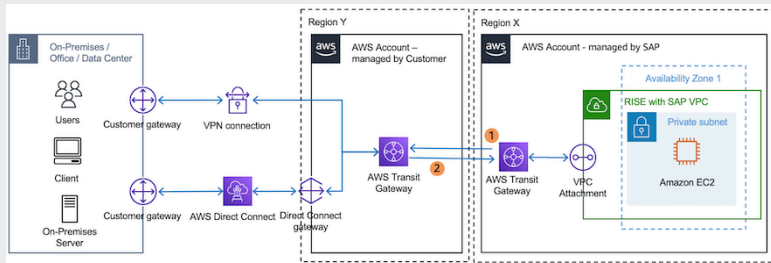 Region Y
Region X
On-Premises /
Office / Data Center
aws
AWS Account –
managed by Customer
aws
AWS Account - managed by SAP
Availability Zone 1
RISE with SAP VPC
Private subnet
Users
Customer gateway
VPN connection
1
2
AWS Transit
Gateway
AWS Transit
Gateway
VPC
Attachment
Amazon EC2
Client
Customer gateway
AWS Direct Connect
Direct Connect
gateway
On-Premises
Server